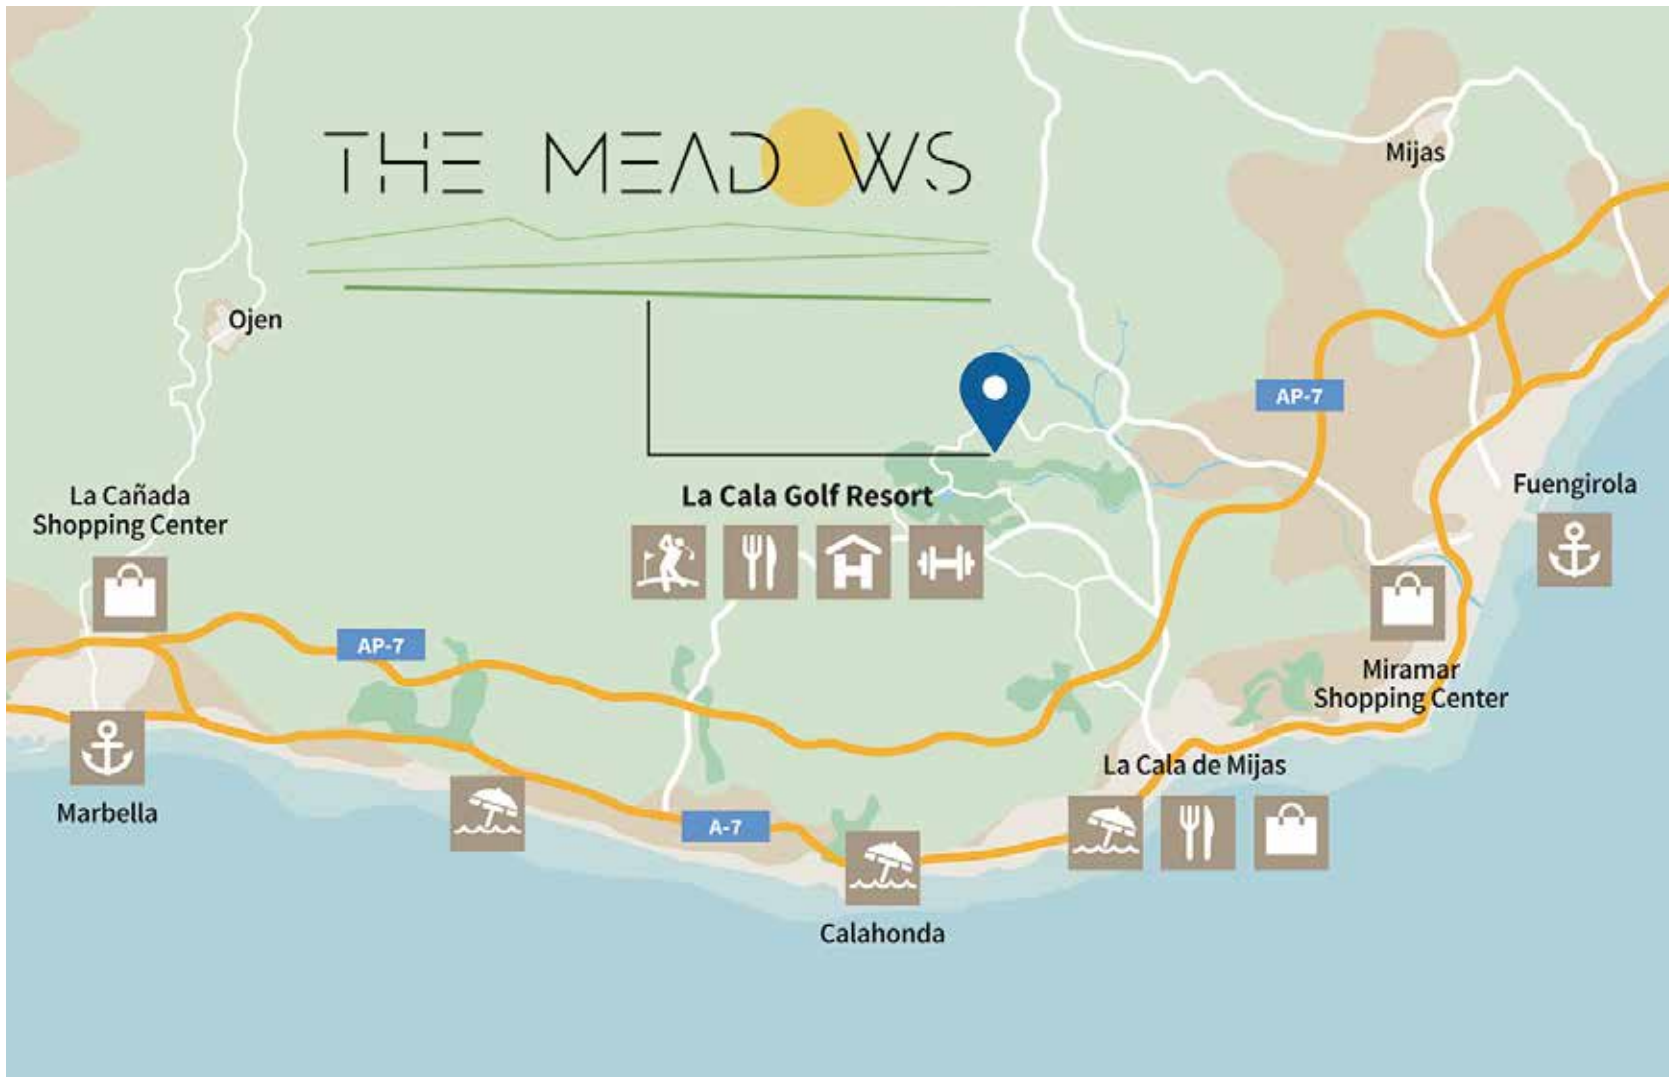 THE MEADOWS
Mijas
Ojen
AP-7
La Cañada
Shopping Center
La Cala Golf Resort
Fuengirola
AP-7
Miramar
Shopping Center
La Cala de Mijas
Marbella
A-7
Calahonda